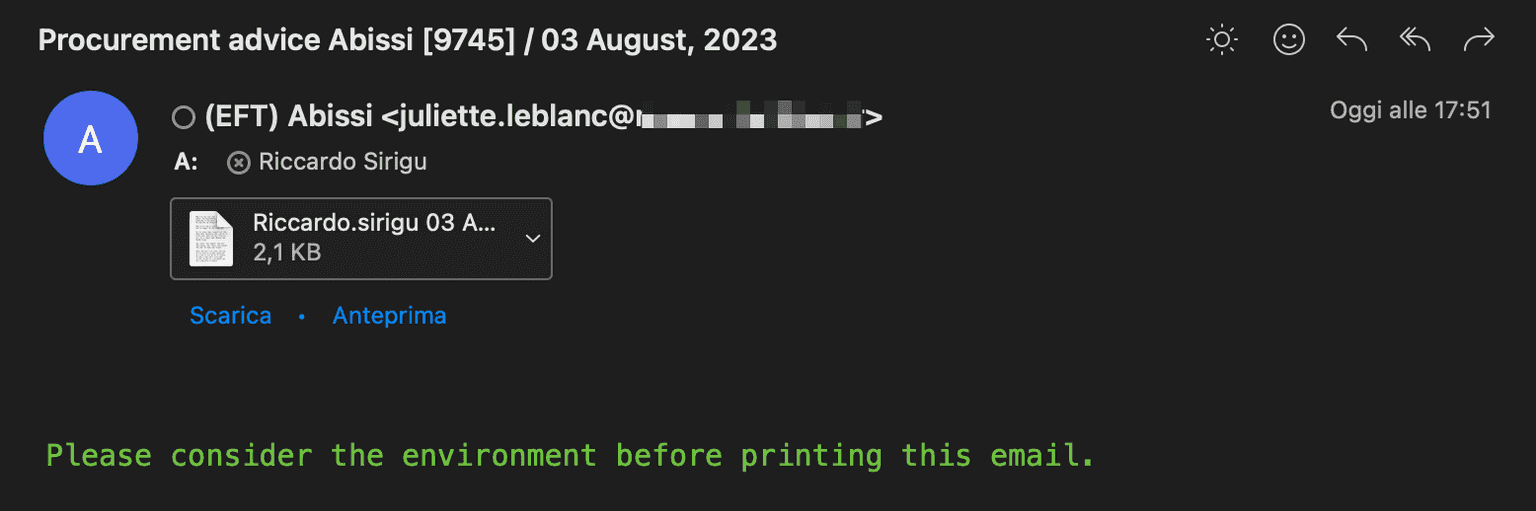 Procurement advice Abissi [9745] / 03 August, 2023
A
(EFT) Abissi <juliette.leblanc@ >
Oggi alle 17:51
A: Riccardo Sirigu
Riccardo.sirigu 03 A...
2,1 KB
Scarica • Anteprima
Please consider the environment before printing this email.